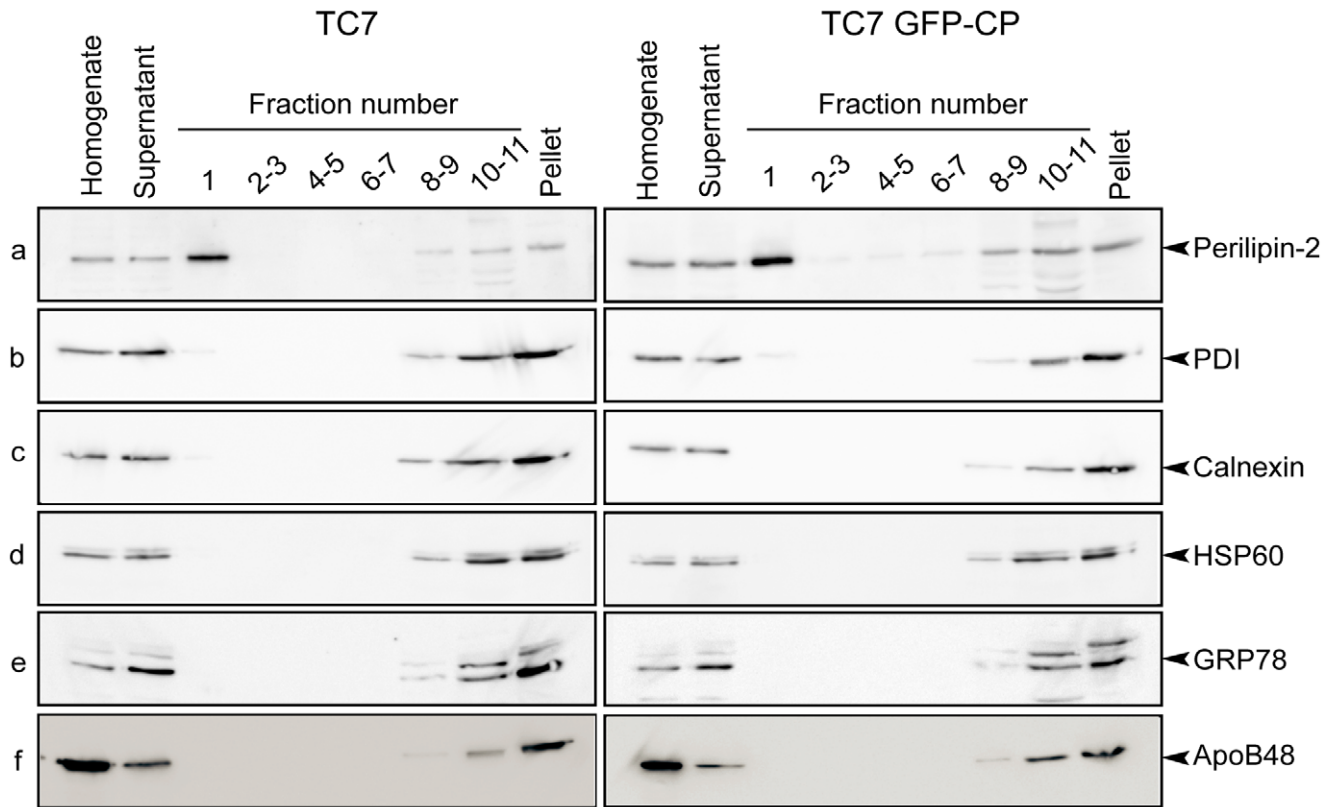 TC7
TC7 GFP-CP
Homogenate
Supernatant
Fraction number
1
2-3
4-5
6-7
8-9
10-11
Pellet
Homogenate
Supernatant
Fraction number
1
2-3
4-5
6-7
8-9
10-11
Pellet
a
Perilipin-2
b
PDI
c
Calnexin
d
HSP60
e
GRP78
f
ApoB48